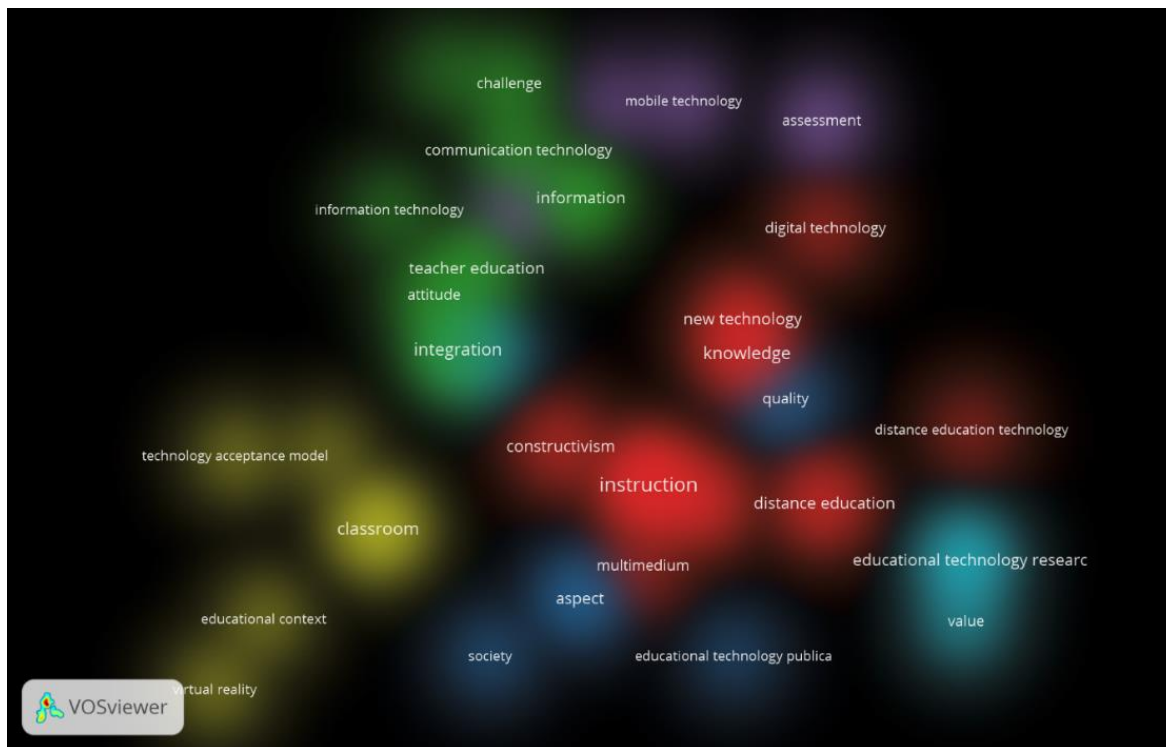 challenge
mobile technology
assessment
communication technology
information
information technology
digital technology
teacher education
attitude
new technology
integration
knowledge
quality
distance education technology
constructivism
technology acceptance model
instruction
distance education
classroom
educational technology researc
multimedium
aspect
educational context
value
society
educational technology publica
virtual reality
VOSviewer